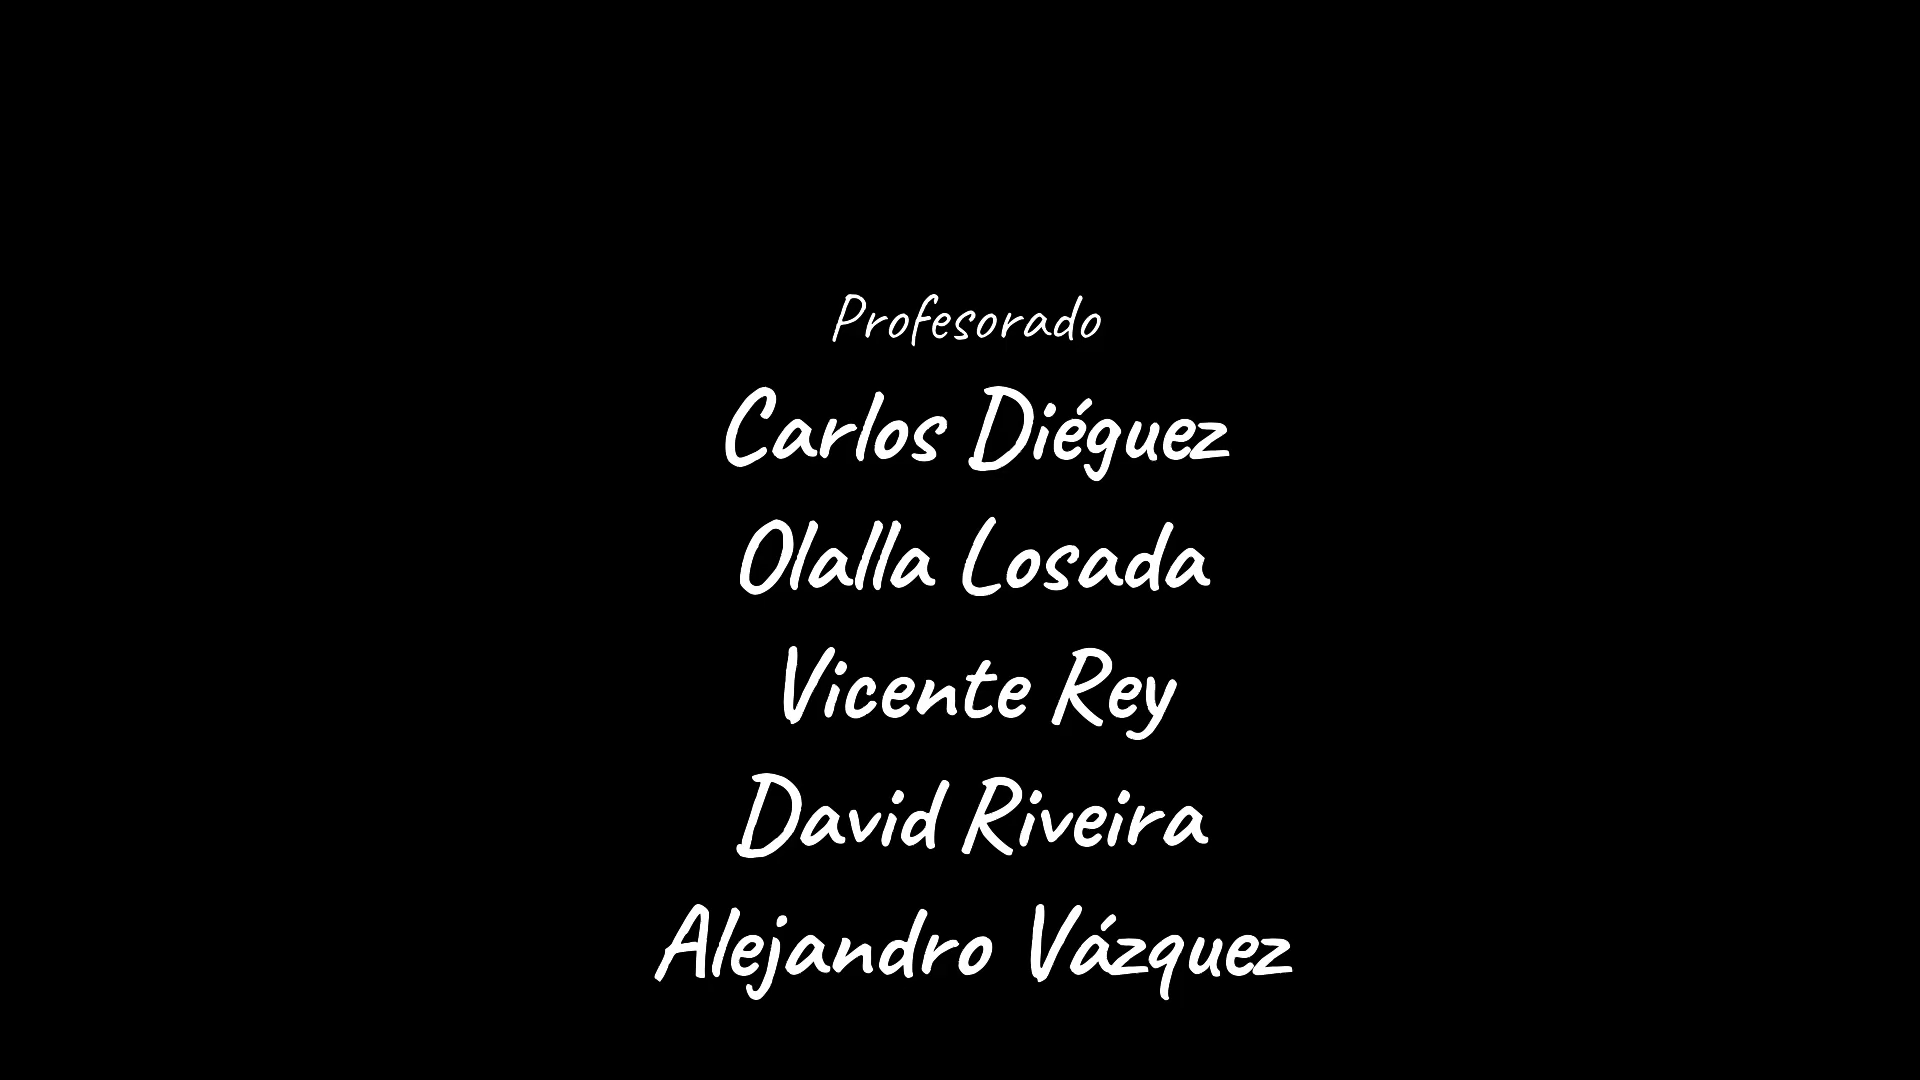 Profesorado
Carlos Diéguez
Olalla Losada
Vicente Rey
David Riveira
Alejandro Vázquez